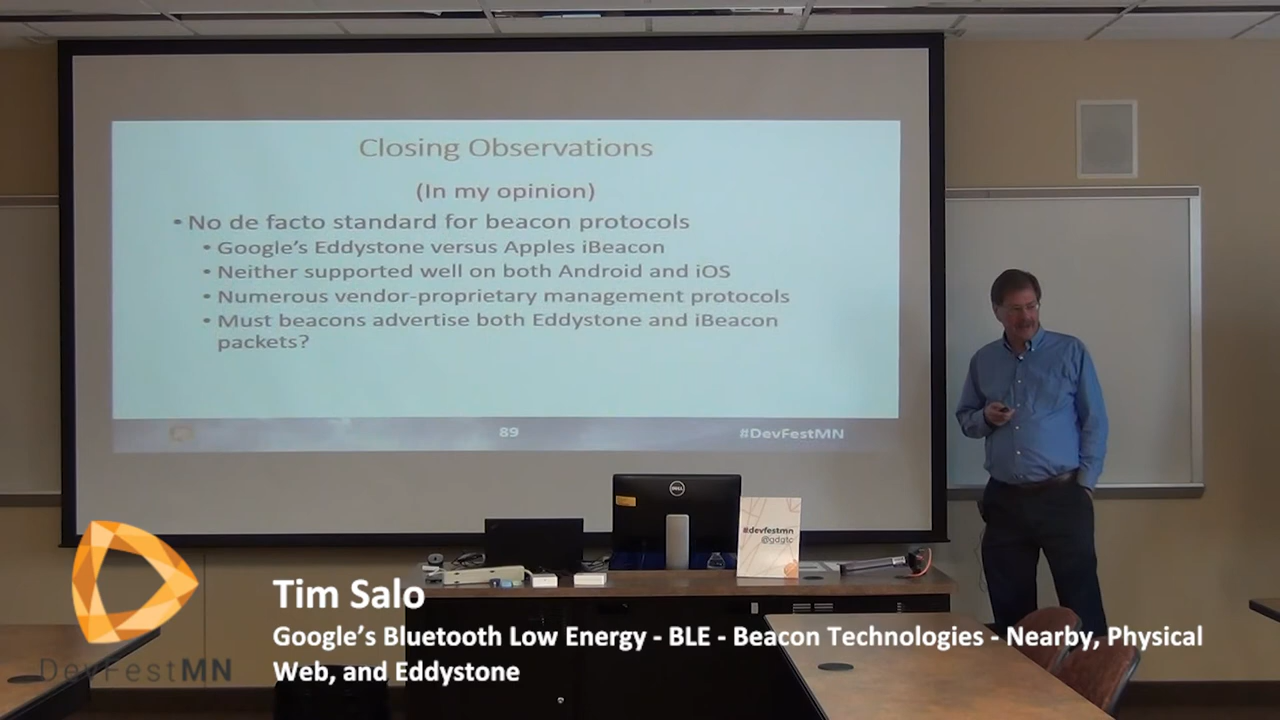 Closing Observations
(In my opinion)
• No de facto standard for beacon protocols
• Google's Eddystone versus Apples iBeacon
• Neither supported well on both Android and iOS
• Numerous vendor-proprietary management protocols
• Must beacons advertise both Eddystone and iBeacon
packets?
89
#DevFestMN
DELL
#devfestmn
@gdgtc
Tim Salo
Google's Bluetooth Low Energy - BLE - Beacon Technologies - Nearby, Physical
Web, and Eddystone
DevFestMN